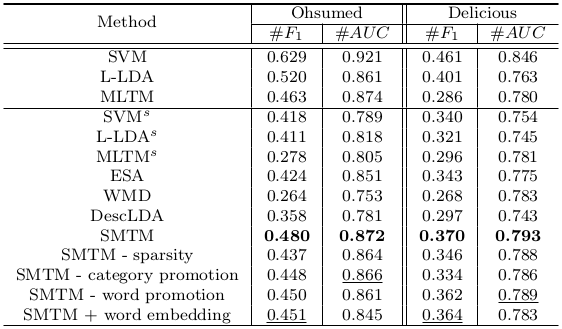 Method Ohsumed Delicious
#F1 #AUC #F1 #AUC
SVM 0.629 0.921 0.461 0.846
L-LDA 0.520 0.861 0.401 0.763
MLTM 0.463 0.874 0.286 0.780
SVM^s 0.418 0.789 0.340 0.754
L-LDA^s 0.411 0.818 0.321 0.745
MLTM^s 0.278 0.805 0.296 0.781
ESA 0.424 0.851 0.343 0.775
WMD 0.264 0.753 0.268 0.783
DescLDA 0.358 0.781 0.297 0.743
SMTM 0.480 0.872 0.370 0.793
SMTM - sparsity 0.437 0.864 0.346 0.788
SMTM - category promotion 0.448 0.866 0.334 0.786
SMTM - word promotion 0.450 0.861 0.362 0.789
SMTM + word embedding 0.451 0.845 0.364 0.783